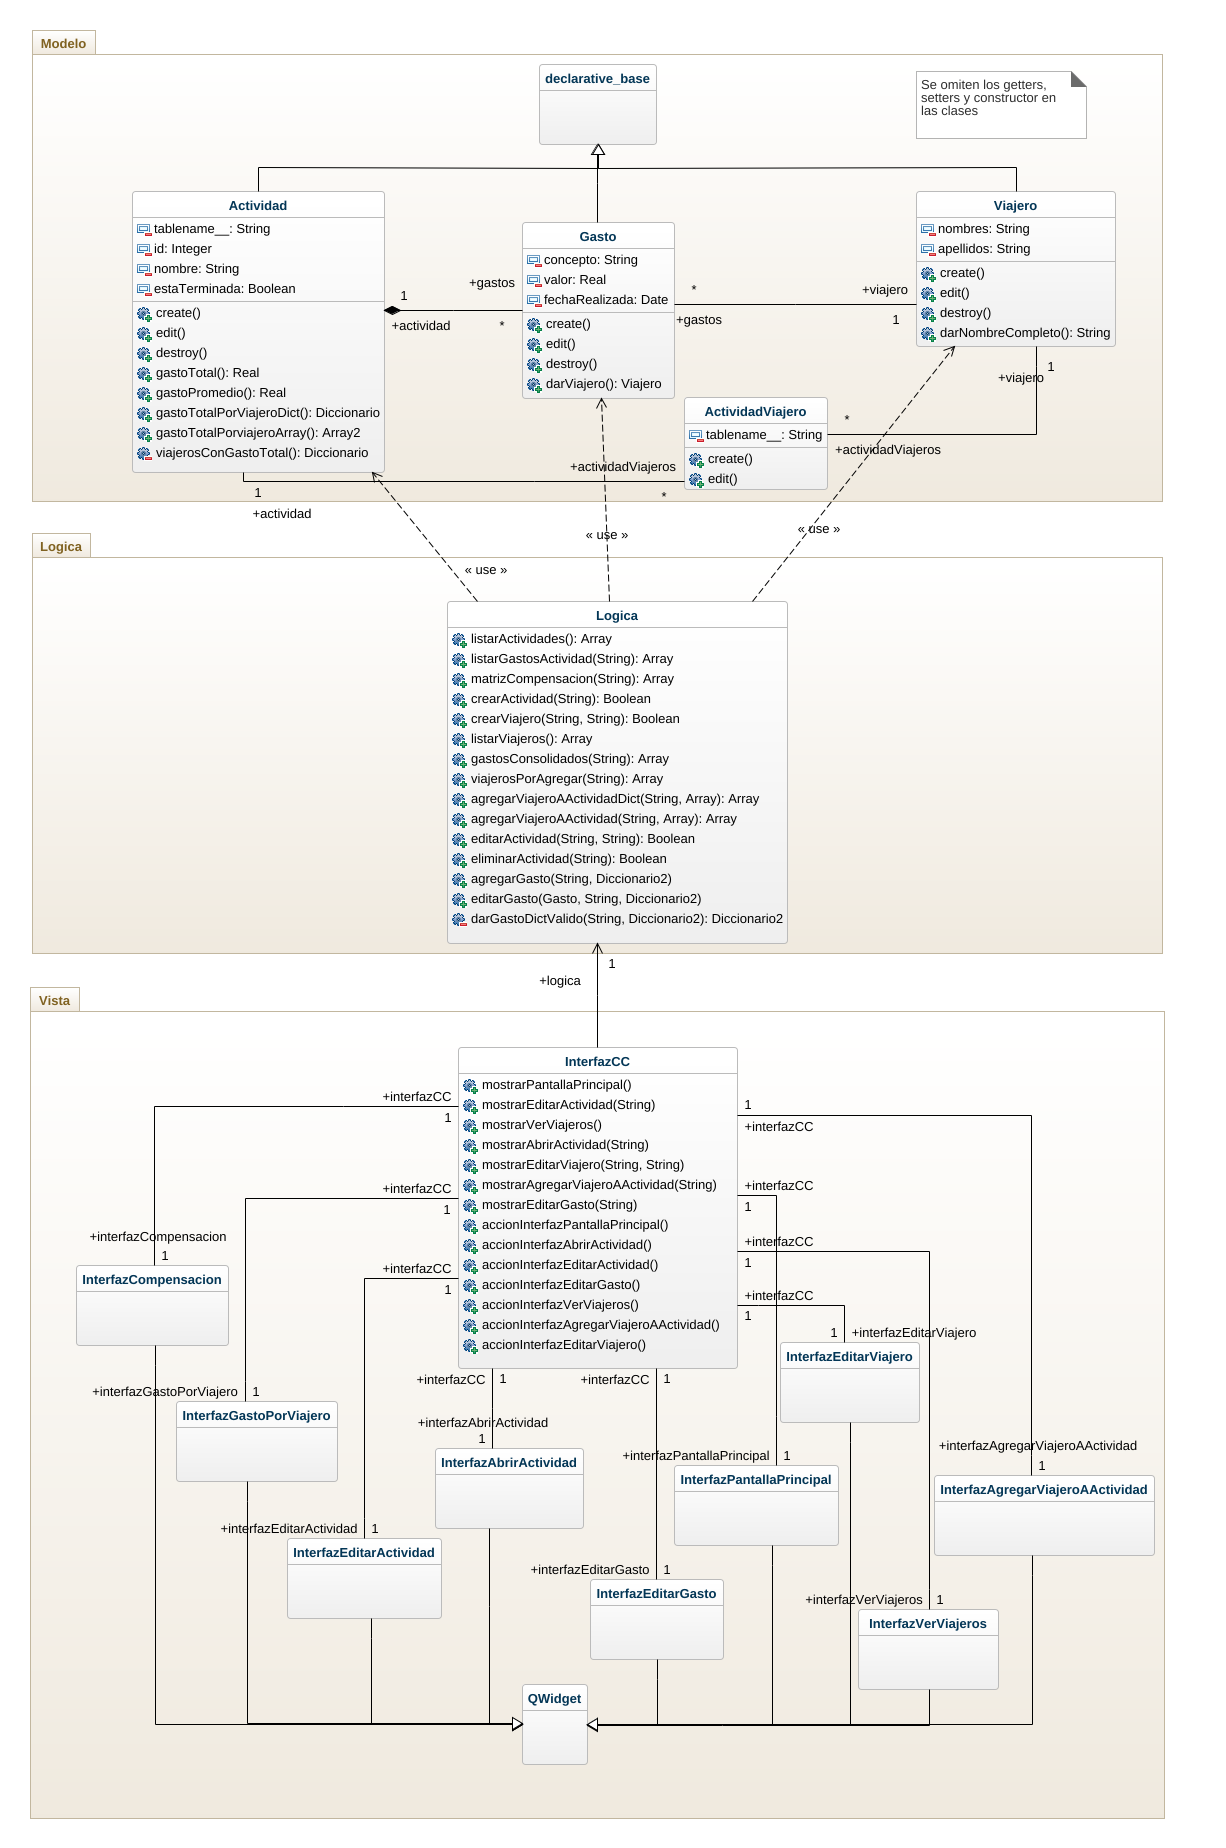 Modelo
declarative_base
Se omiten los getters,
setters y constructor en
las clases
Actividad
tablename__: String
id: Integer
nombre: String
estaTerminada: Boolean
create()
edit()
destroy()
gastoTotal(): Real
gastoPromedio(): Real
gastoTotalPorViajeroDict(): Diccionario
gastoTotalPorviajeroArray(): Array2
viajerosConGastoTotal(): Diccionario
1
+actividad
+gastos
*
Gasto
concepto: String
valor: Real
fechaRealizada: Date
create()
edit()
destroy()
darViajero(): Viajero
*
+gastos
+viajero
1
Viajero
nombres: String
apellidos: String
create()
edit()
destroy()
darNombreCompleto(): String
1
+viajero
ActividadViajero
tablename__: String
create()
edit()
*
+actividadViajeros
+actividadViajeros
*
1
+actividad
« use »
« use »
« use »
Logica
Logica
listarActividades(): Array
listarGastosActividad(String): Array
matrizCompensacion(String): Array
crearActividad(String): Boolean
crearViajero(String, String): Boolean
listarViajeros(): Array
gastosConsolidados(String): Array
viajerosPorAgregar(String): Array
agregarViajeroAActividadDict(String, Array): Array
agregarViajeroAActividad(String, Array): Array
editarActividad(String, String): Boolean
eliminarActividad(String): Boolean
agregarGasto(String, Diccionario2)
editarGasto(Gasto, String, Diccionario2)
darGastoDictValido(String, Diccionario2): Diccionario2
1
+logica
Vista
InterfazCC
mostrarPantallaPrincipal()
mostrarEditarActividad(String)
mostrarVerViajeros()
mostrarAbrirActividad(String)
mostrarEditarViajero(String, String)
mostrarAgregarViajeroAActividad(String)
mostrarEditarGasto(String)
accionInterfazPantallaPrincipal()
accionInterfazAbrirActividad()
accionInterfazEditarActividad()
accionInterfazEditarGasto()
accionInterfazVerViajeros()
accionInterfazAgregarViajeroAActividad()
accionInterfazEditarViajero()
+interfazCC
1
+interfazCC
1
+interfazCC
1
1
+interfazCC
+interfazCC
1
+interfazCC
1
+interfazCC
1
+interfazCC
1
+interfazCC
1
+interfazCompensacion
1
InterfazCompensacion
1
+interfazEditarViajero
InterfazEditarViajero
+interfazGastoPorViajero
1
InterfazGastoPorViajero
+interfazAbrirActividad
1
InterfazAbrirActividad
+interfazPantallaPrincipal
1
InterfazPantallaPrincipal
+interfazAgregarViajeroAActividad
1
InterfazAgregarViajeroAActividad
+interfazEditarActividad
1
InterfazEditarActividad
+interfazEditarGasto
1
InterfazEditarGasto
+interfazVerViajeros
1
InterfazVerViajeros
QWidget